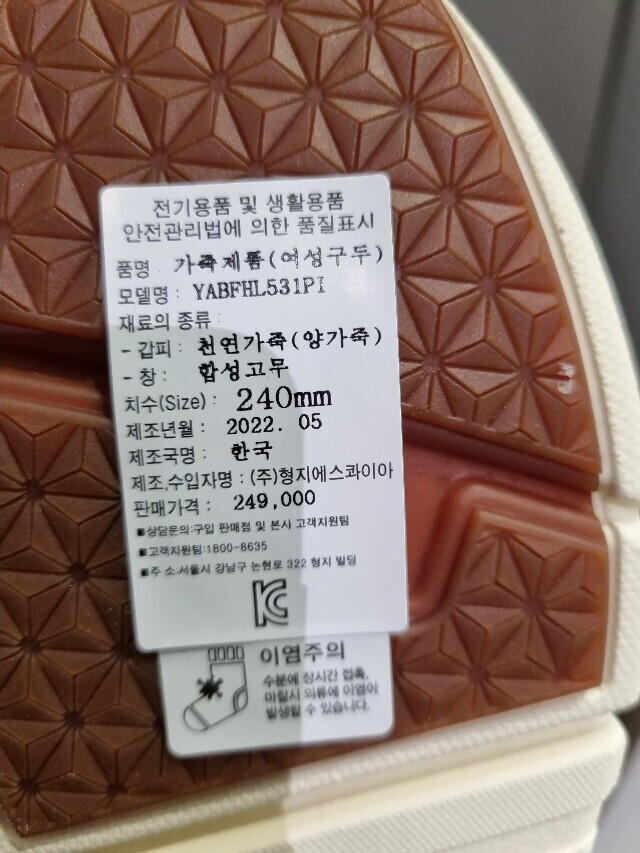 전기용품 및 생활용품
안전관리법에 의한 품질표시
품명 : 가죽제품(여성구두)
모델명 : YABFHL531PI
재료의 종류 :
- 갑피 : 천연가죽(양가죽)
- 창 : 합성고무
치수(Size) : 240mm
제조년월 : 2022. 05
제조국명 : 한국
제조,수입자명 : (주)형지에스콰이아
판매가격 : 249,000
■상담문의:구입 판매점 및 본사 고객지원팀
■고객지원팀:1800-8635
■주 소.서울시 강남구 논현로 322 형지 빌딩
KC
이염주의
수분에 장시간 접촉,
마찰시 의류에 이염이
발생할 수 있습니다.